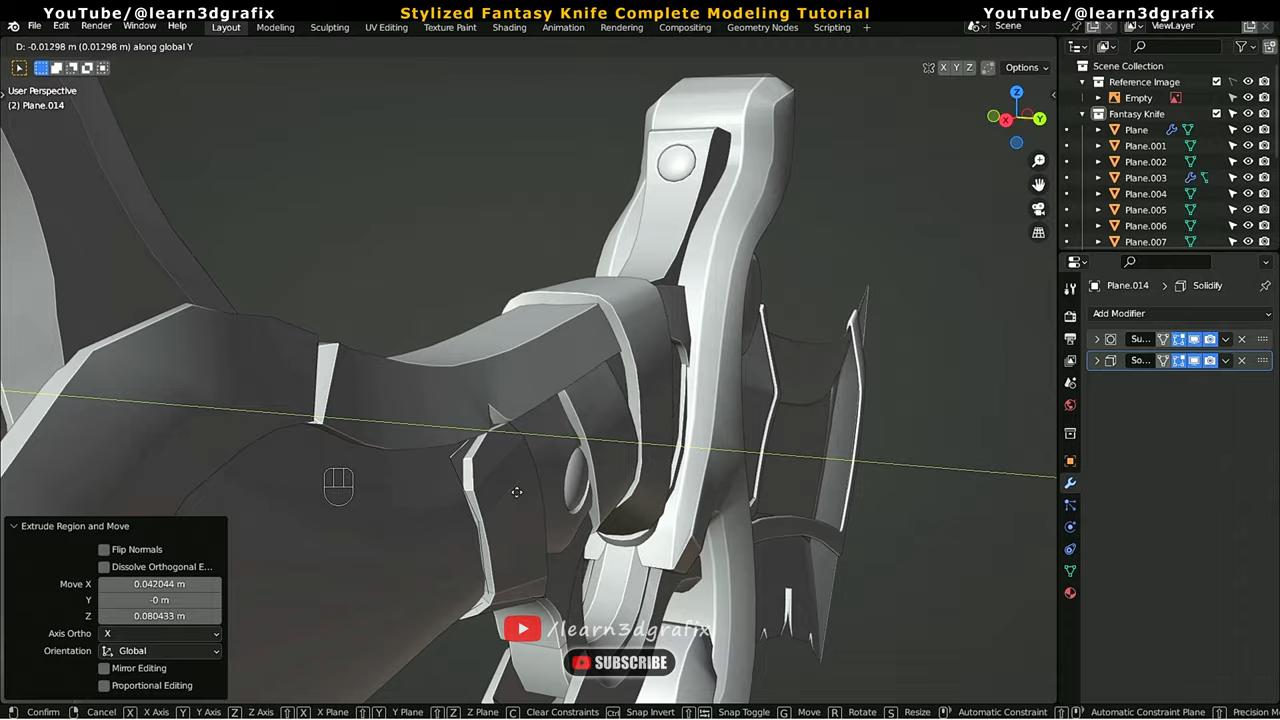 YouTube/@learn3dgrafix
Stylized Fantasy Knife Complete Modeling Tutorial
YouTube/@learn3dgrafix
File Edit Render Window Help
Layout Modeling Sculpting UV Editing Texture Paint Shading Animation Rendering Compositing Geometry Nodes Scripting +
Scene
ViewLayer
D: -0.01298 m (0.01298 m) along global Y
X Y Z
Options
User Perspective
(2) Plane.014
Z
X
Y
Scene Collection
Reference Image
Empty
Fantasy Knife
Plane
Plane.001
Plane.002
Plane.003
Plane.004
Plane.005
Plane.006
Plane.007
Plane.014 > Solidify
Add Modifier
Su...
So...
Extrude Region and Move
Flip Normals
Dissolve Orthogonal E...
Move X 0.042044 m
Y -0 m
Z 0.080433 m
Axis Ortho X
Orientation Global
Mirror Editing
Proportional Editing
/learn3dgrafix
SUBSCRIBE
Confirm Cancel X X Axis Y Y Axis Z Z Axis X X Plane Y Y Plane Z Z Plane C Clear Constraints Ctrl Snap Invert Snap Toggle G Move R Rotate S Resize Automatic Constraint Automatic Constraint Plane Precision M